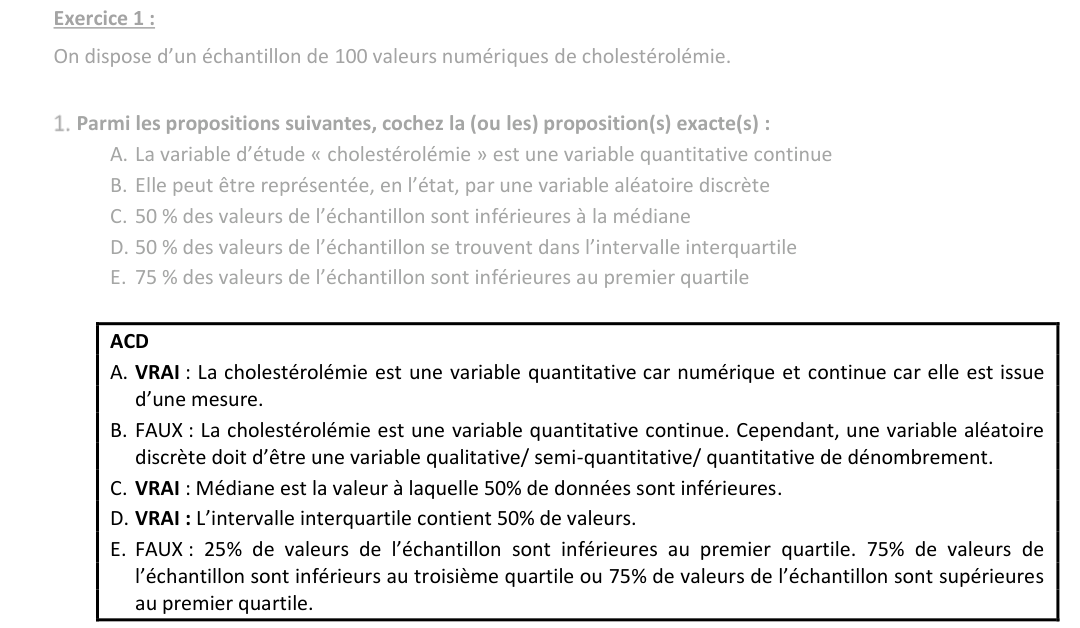 Exercice 1 :
On dispose d’un échantillon de 100 valeurs numériques de cholestérolémie.
1. Parmi les propositions suivantes, cochez la (ou les) proposition(s) exacte(s) :
A. La variable d’étude « cholestérolémie » est une variable quantitative continue
B. Elle peut être représentée, en l’état, par une variable aléatoire discrète
C. 50 % des valeurs de l’échantillon sont inférieures à la médiane
D. 50 % des valeurs de l’échantillon se trouvent dans l’intervalle interquartile
E. 75 % des valeurs de l’échantillon sont inférieures au premier quartile
ACD
A. VRAI : La cholestérolémie est une variable quantitative car numérique et continue car elle est issue
d’une mesure.
B. FAUX : La cholestérolémie est une variable quantitative continue. Cependant, une variable aléatoire
discrète doit d’être une variable qualitative/ semi-quantitative/ quantitative de dénombrement.
C. VRAI : Médiane est la valeur à laquelle 50% de données sont inférieures.
D. VRAI : L’intervalle interquartile contient 50% de valeurs.
E. FAUX : 25% de valeurs de l’échantillon sont inférieures au premier quartile. 75% de valeurs de
l’échantillon sont inférieurs au troisième quartile ou 75% de valeurs de l’échantillon sont supérieures
au premier quartile.